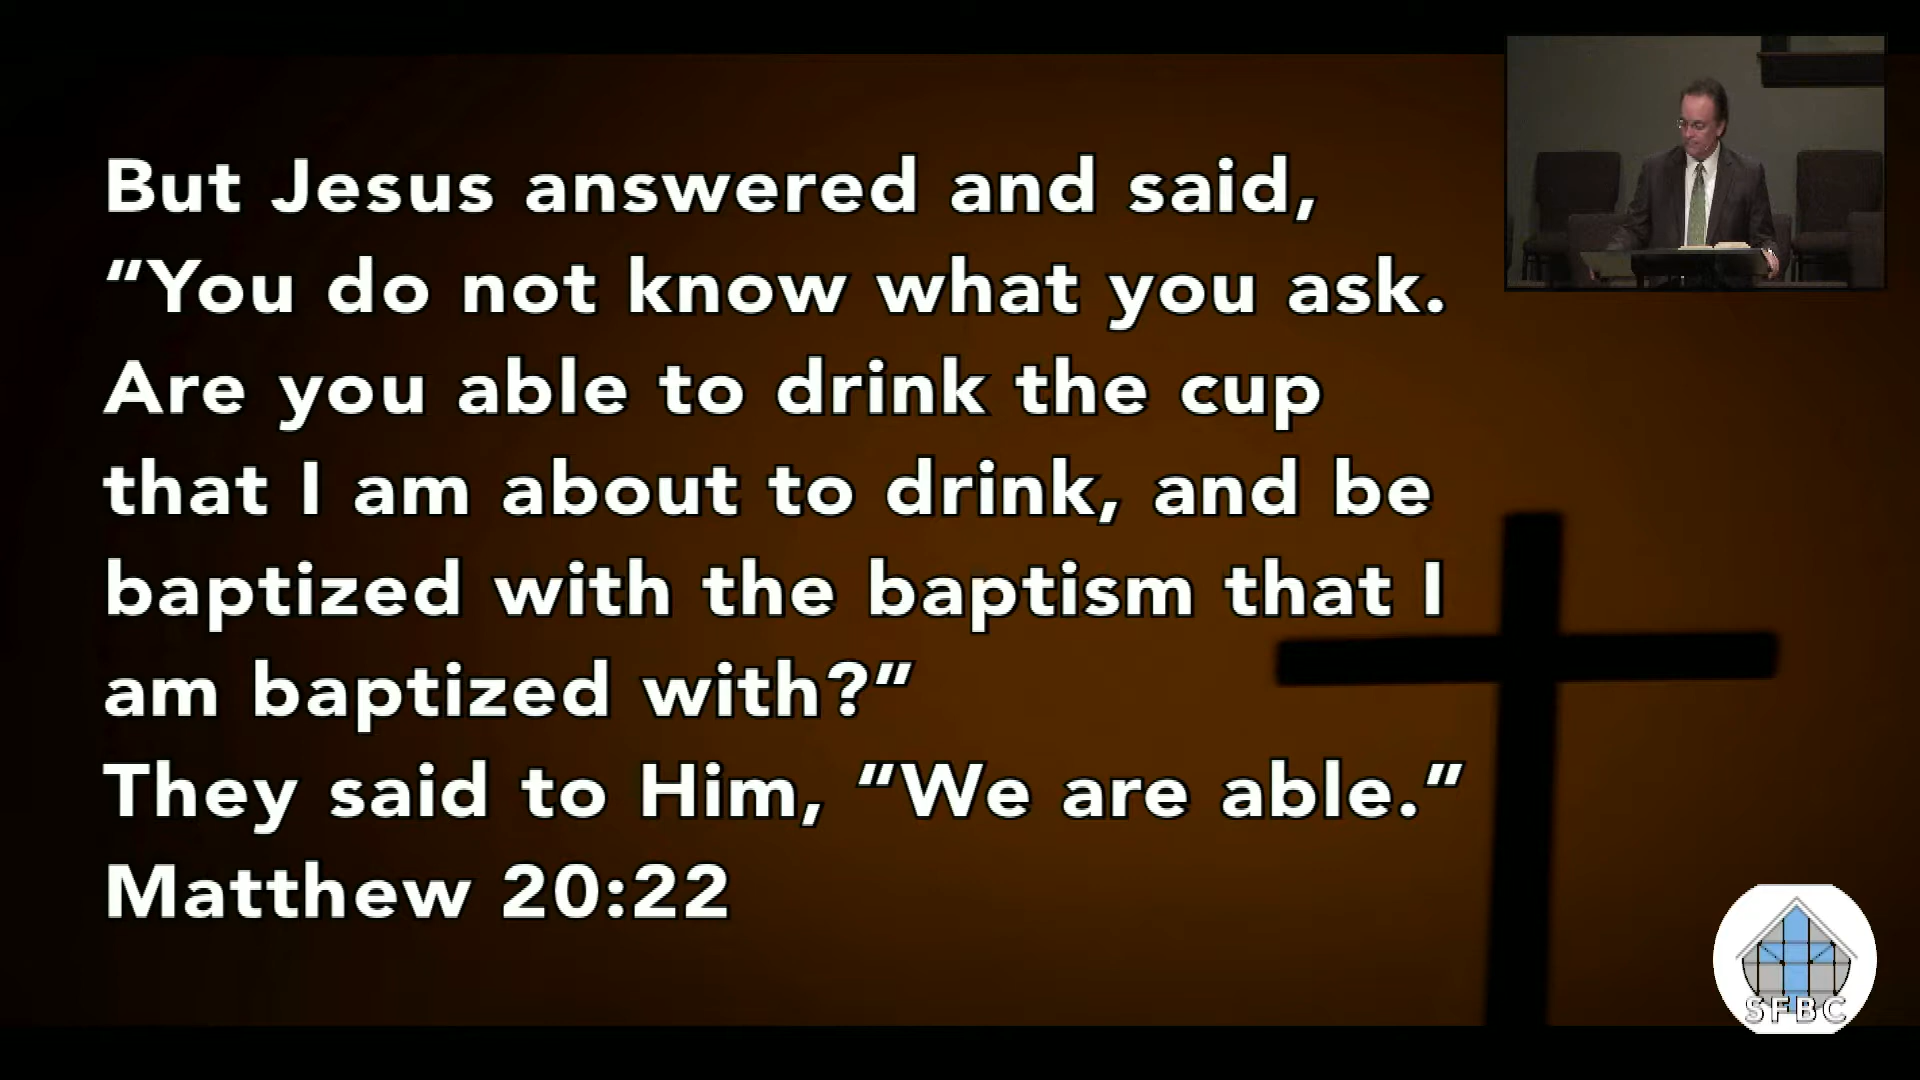 But Jesus answered and said,
“You do not know what you ask.
Are you able to drink the cup
that I am about to drink, and be
baptized with the baptism that I
am baptized with?”
They said to Him, “We are able.”
Matthew 20:22
SFBC